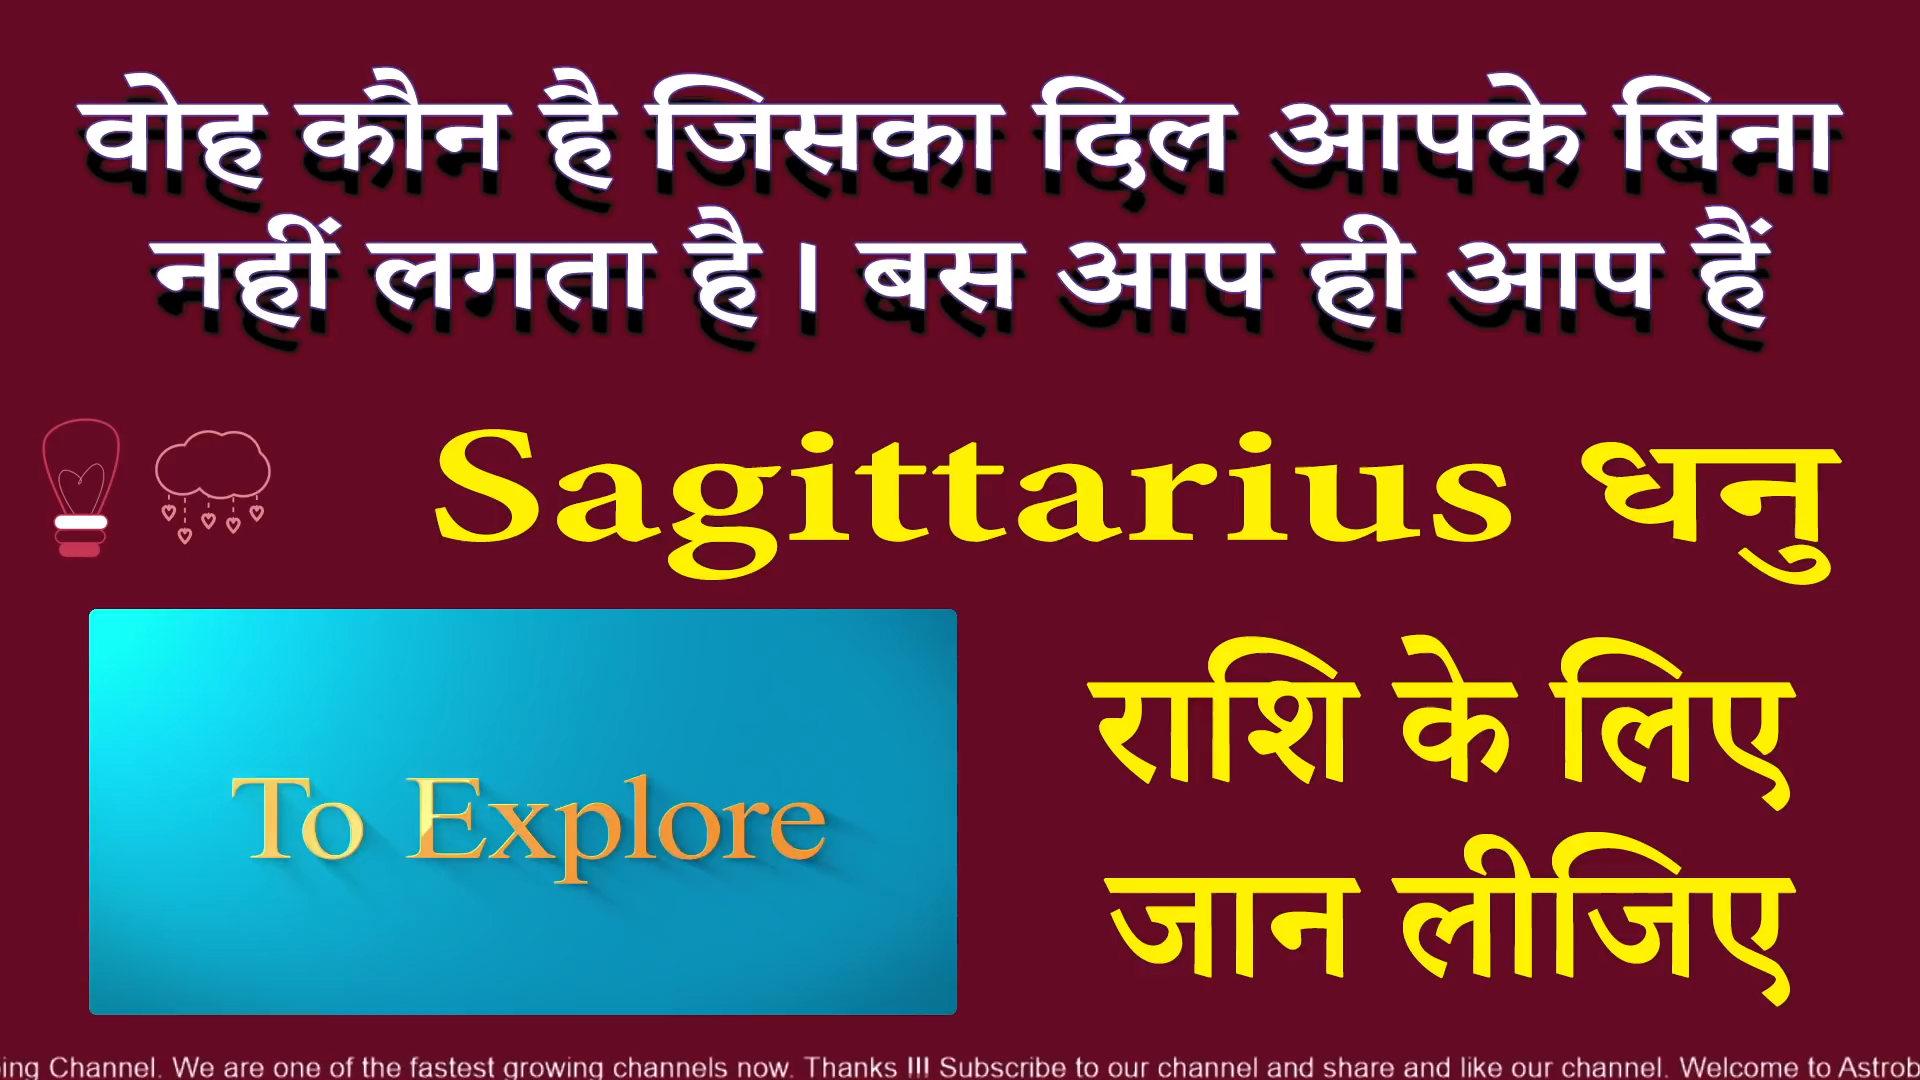 वोह कौन है जिसका दिल आपके बिना
नहीं लगता है। बस आप ही आप हैं
Sagittarius धनु
राशि के लिए
जान लीजिए
To Explore
ing Channel. We are one of the fastest growing channels now. Thanks !!! Subscribe to our channel and share and like our channel. Welcome to Astrob